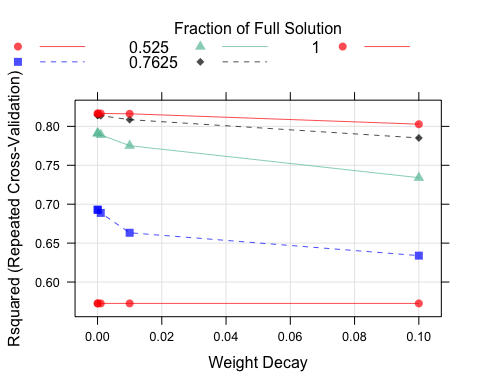 Fraction of Full Solution
0.525 1
0.7625
Rsquared (Repeated Cross-Validation)
0.80
0.75
0.70
0.65
0.60
0.00 0.02 0.04 0.06 0.08 0.10
Weight Decay